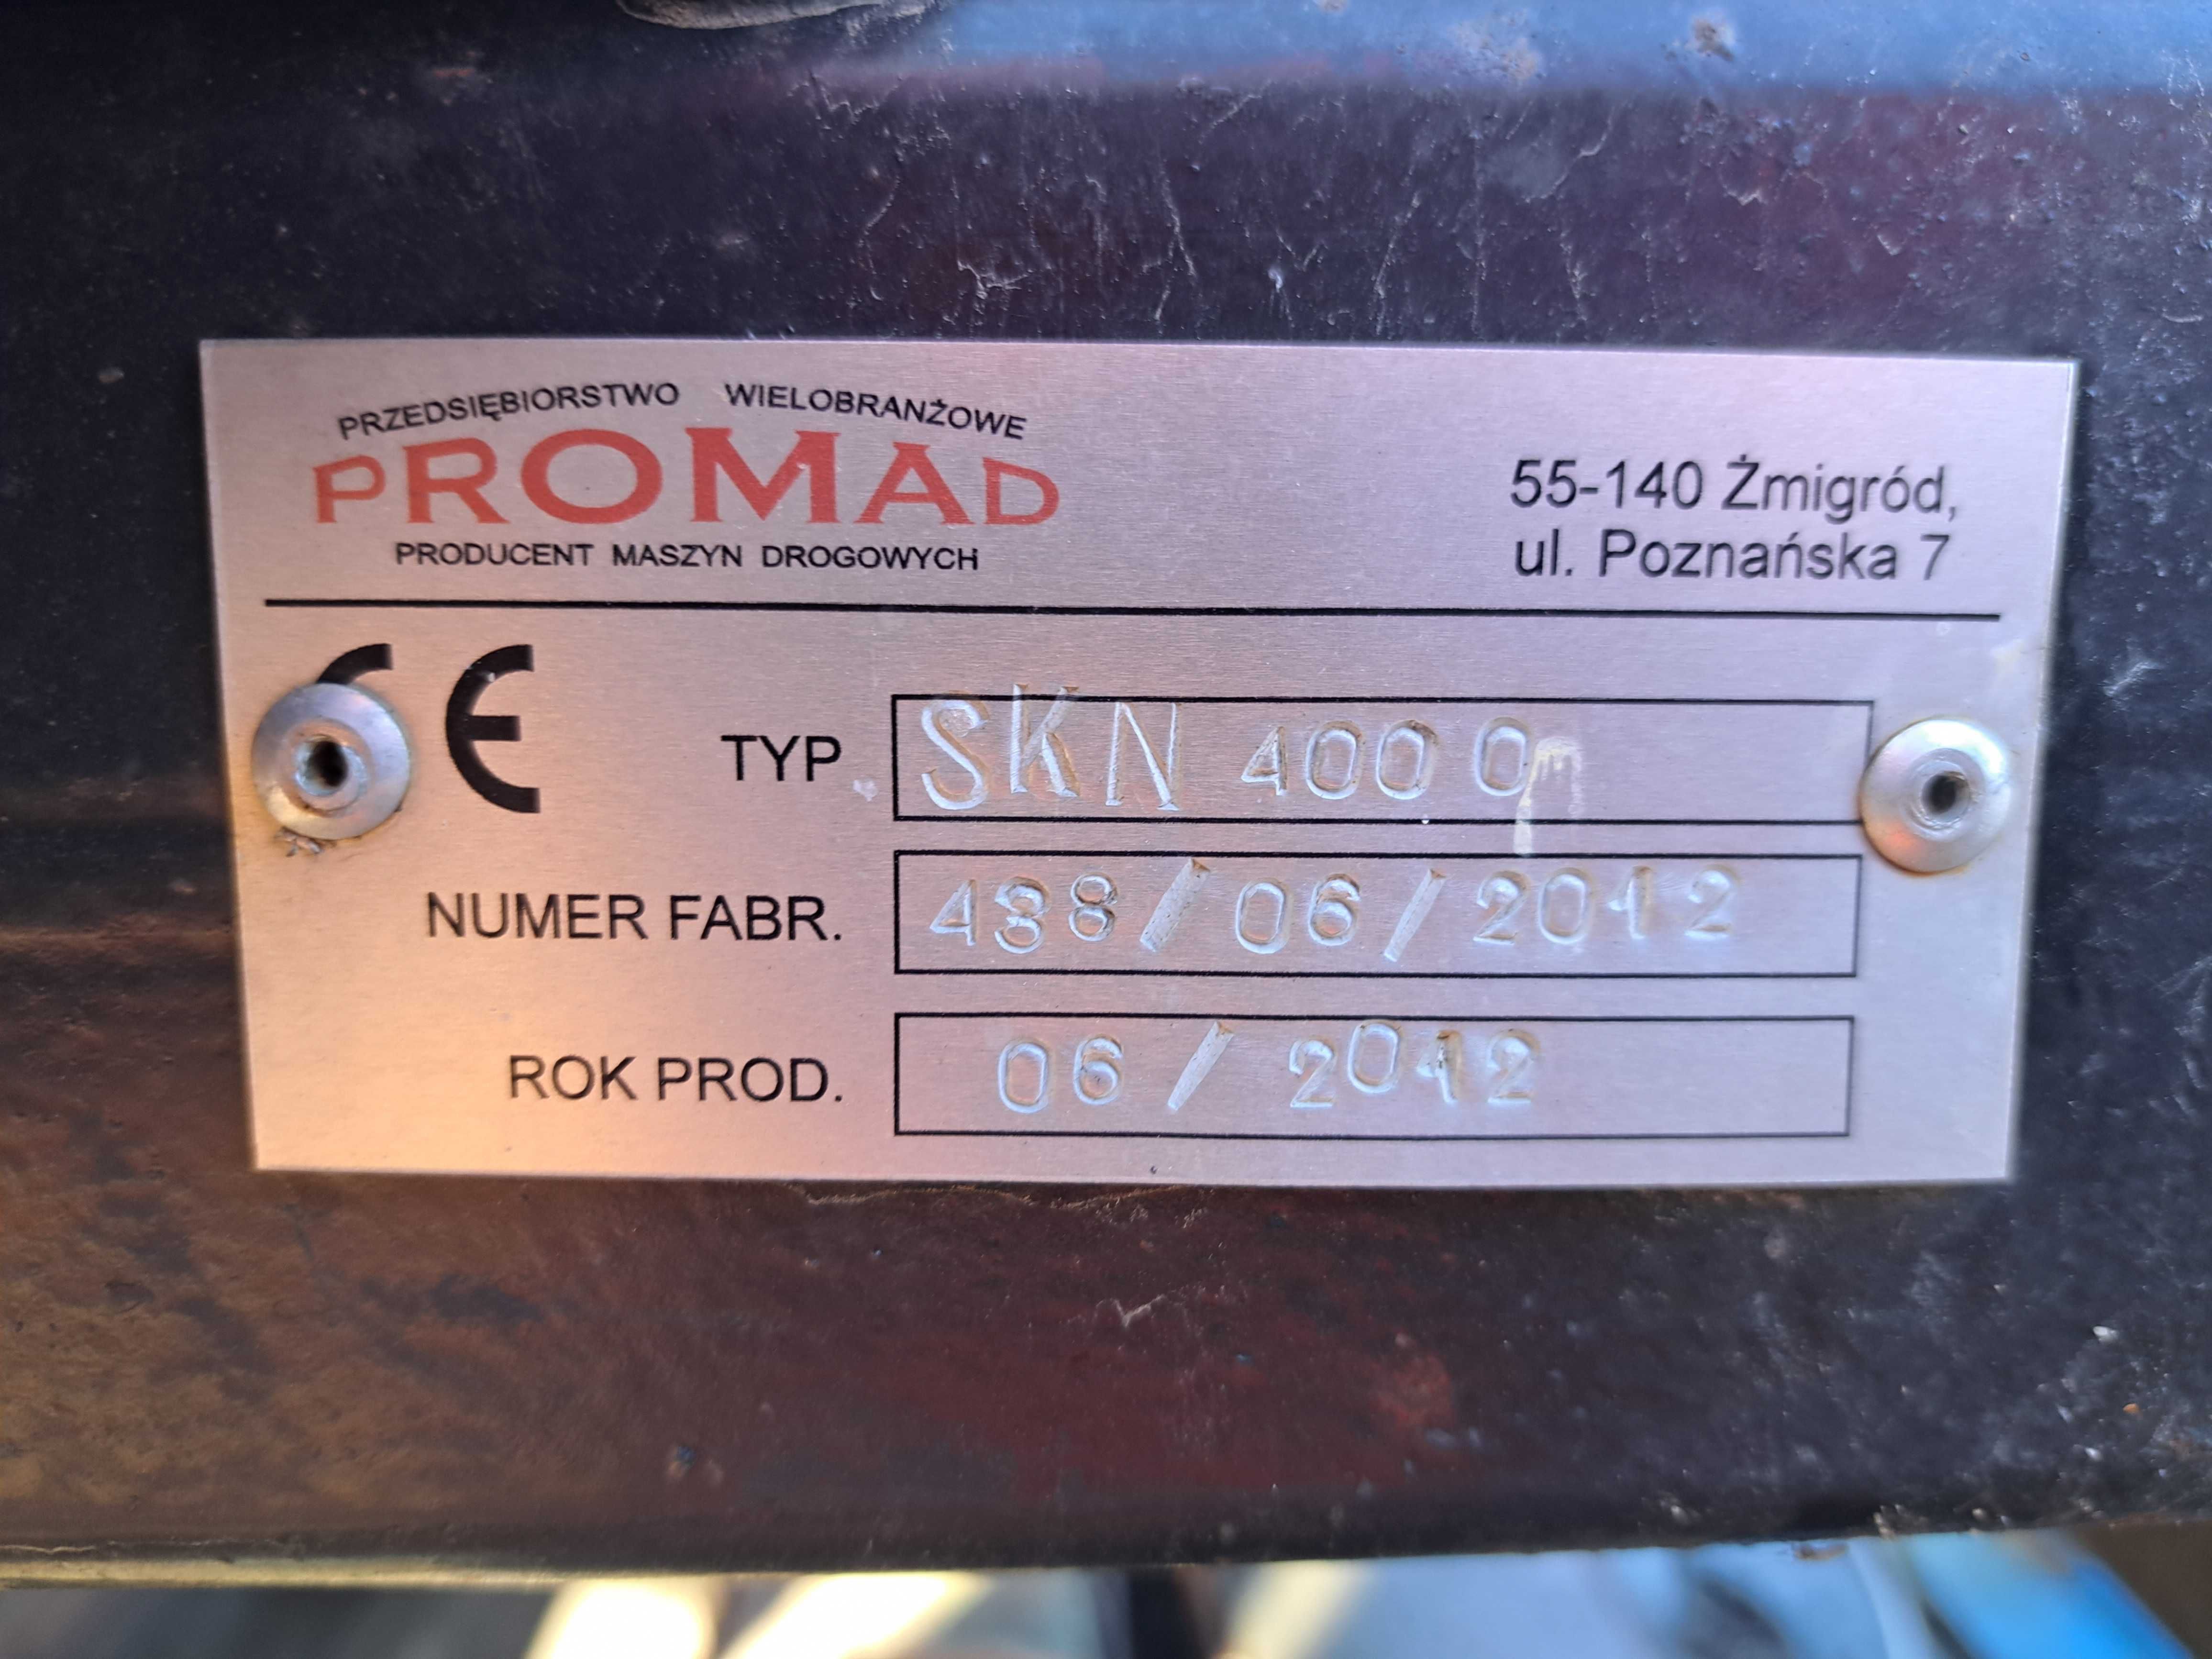 PRZEDSIĘBIORSTWO WIELOBRANŻOWE
PROMAD
PRODUCENT MASZYN DROGOWYCH
55-140 Żmigród,
ul. Poznańska 7
CE
TYP SKN 4000
NUMER FABR. 438/06/2012
ROK PROD. 06/2012